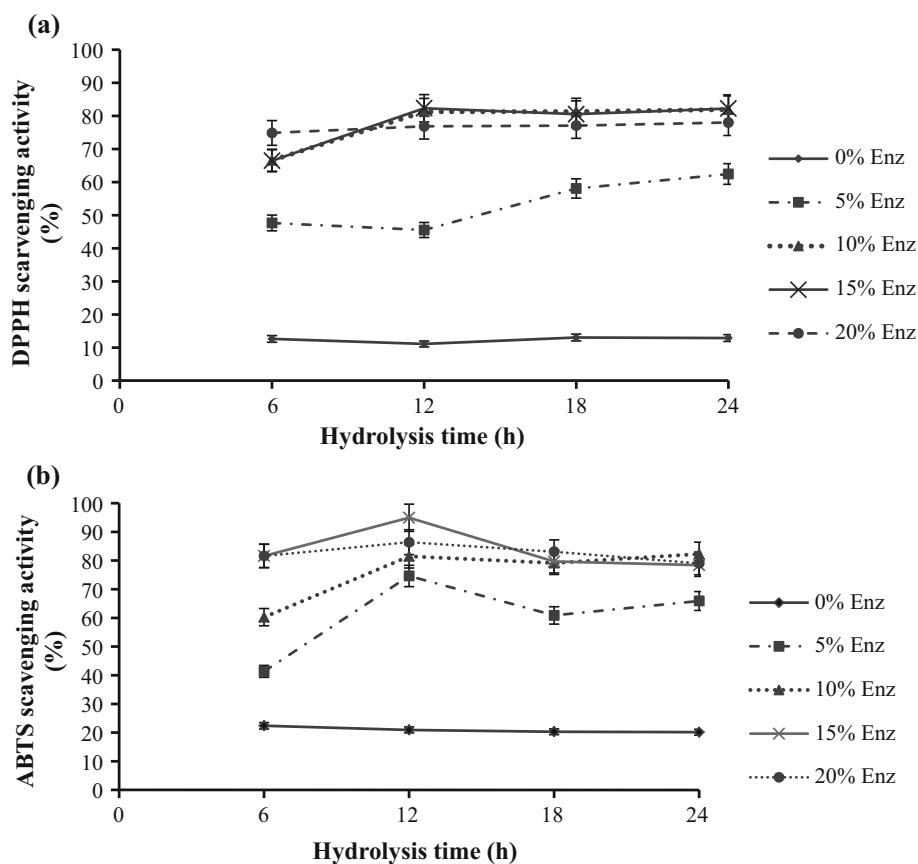 (a)
100
90
80
70
60
50
40
30
20
10
0
DPPH scarvenging activity
(%)
0
6
12
18
24
Hydrolysis time (h)
0% Enz
5% Enz
10% Enz
15% Enz
20% Enz
(b)
100
90
80
70
60
50
40
30
20
10
0
ABTS scavenging activity
(%)
0
6
12
18
24
Hydrolysis time (h)
0% Enz
5% Enz
10% Enz
15% Enz
20% Enz